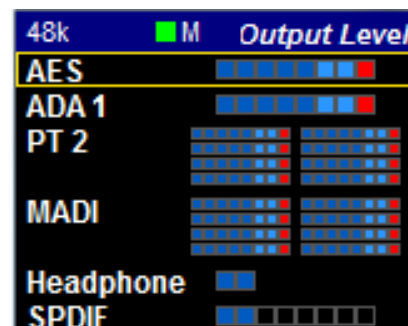 48k M Output Level
AES
ADA 1
PT 2
MADI
Headphone
SPDIF